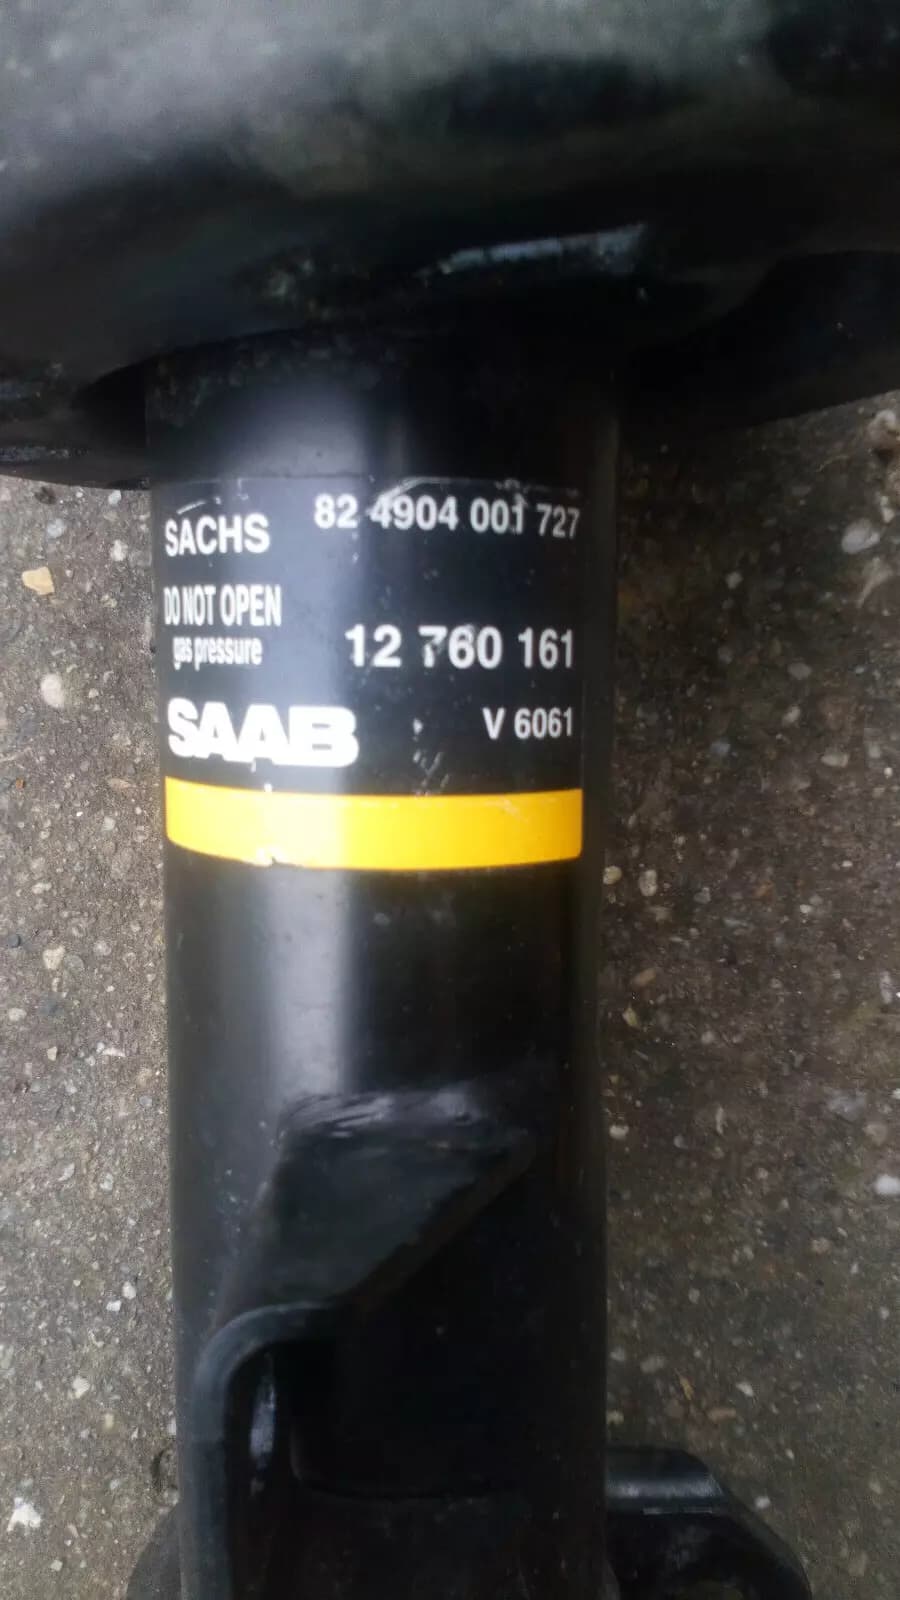 SACHS 82 4904 001 727
DO NOT OPEN
gas pressure 12 760 161
SAAB V 6061